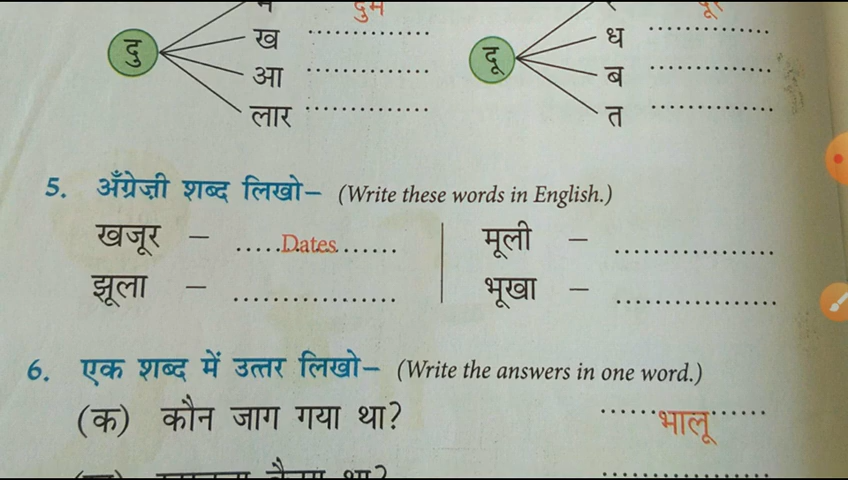 दुम
दु ख
आ
लार
दू ध
ब
त
5. अँग्रेज़ी शब्द लिखो– (Write these words in English.)
खजूर – .....Dates...... मूली – ..................
झूला – .................. भूखा – ..................
6. एक शब्द में उत्तर लिखो– (Write the answers in one word.)
(क) कौन जाग गया था? भालू